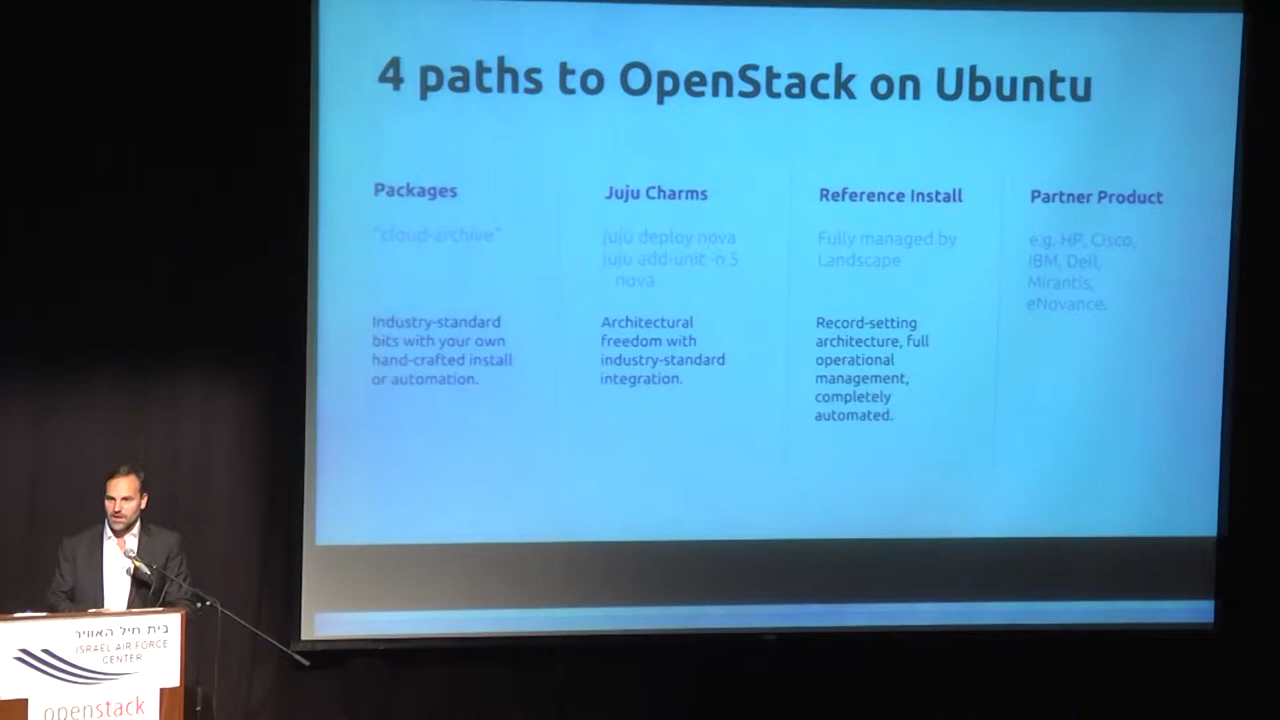 4 paths to OpenStack on Ubuntu
Packages
"cloud-archive"
Industry-standard
bits with your own
hand-crafted install
or automation.
Juju Charms
juju deploy nova
juju add-unit -n 5
nova
Architectural
freedom with
industry-standard
integration.
Reference Install
Fully managed by
Landscape
Record-setting
architecture, full
operational
management,
completely
automated.
Partner Product
e.g. HP, Cisco,
IBM, Dell,
Mirantis,
eNovance.
בית חיל האוויר
ISRAEL AIR FORCE
CENTER
openstack